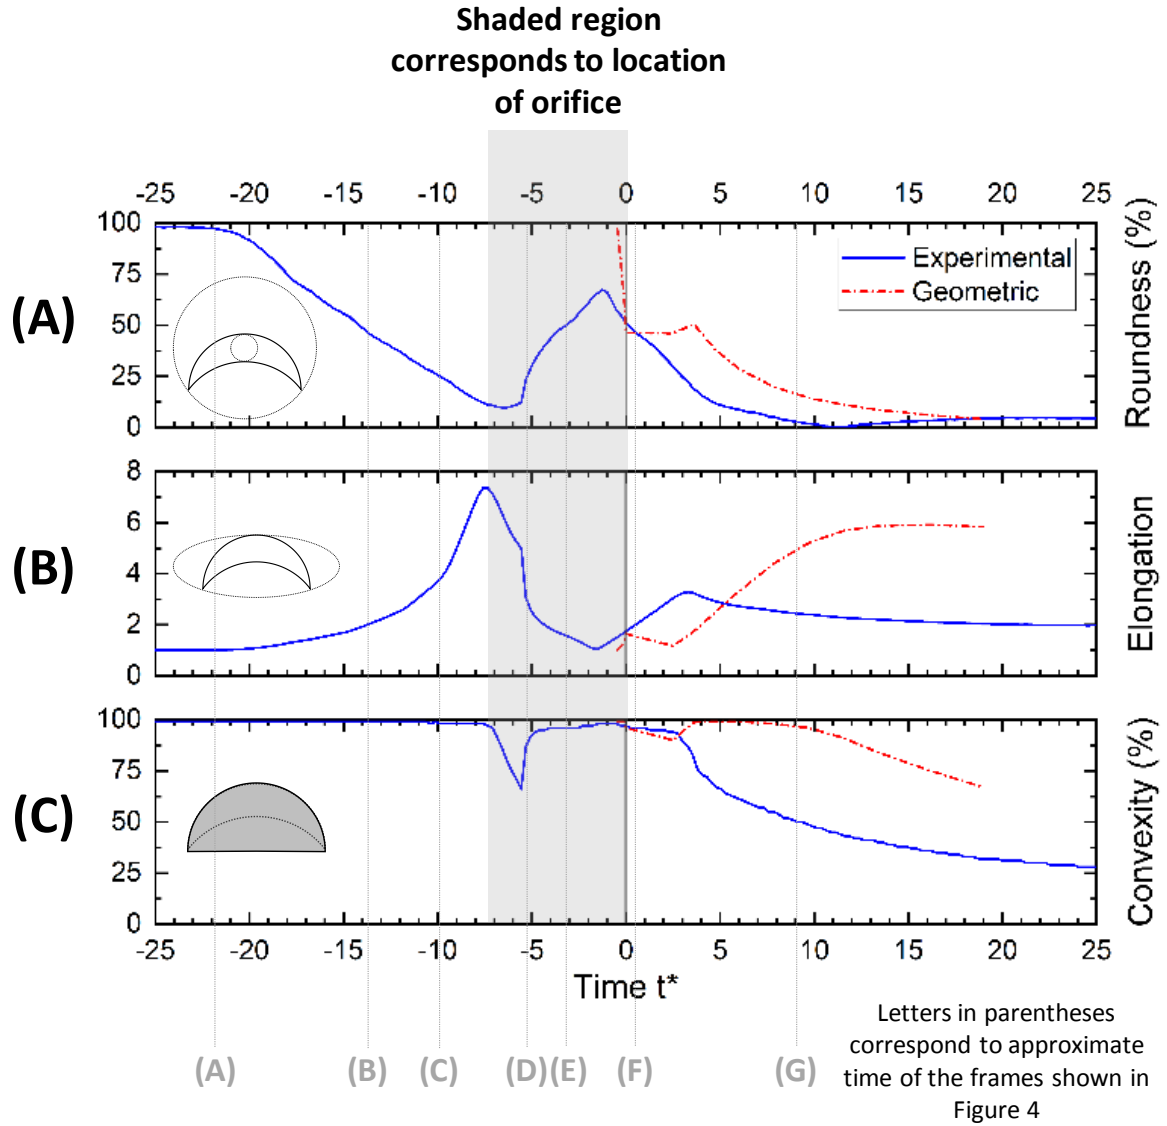 Shaded region
corresponds to location
of orifice
-25 -20 -15 -10 -5 0 5 10 15 20 25
(A)
100
75
50
25
0
Experimental
Geometric
Roundness (%)
(B)
8
6
4
2
0
Elongation
(C)
100
75
50
25
0
Convexity (%)
-25 -20 -15 -10 -5 0 5 10 15 20 25
Time t*
(A) (B) (C) (D) (E) (F) (G)
Letters in parentheses
correspond to approximate
time of the frames shown in
Figure 4